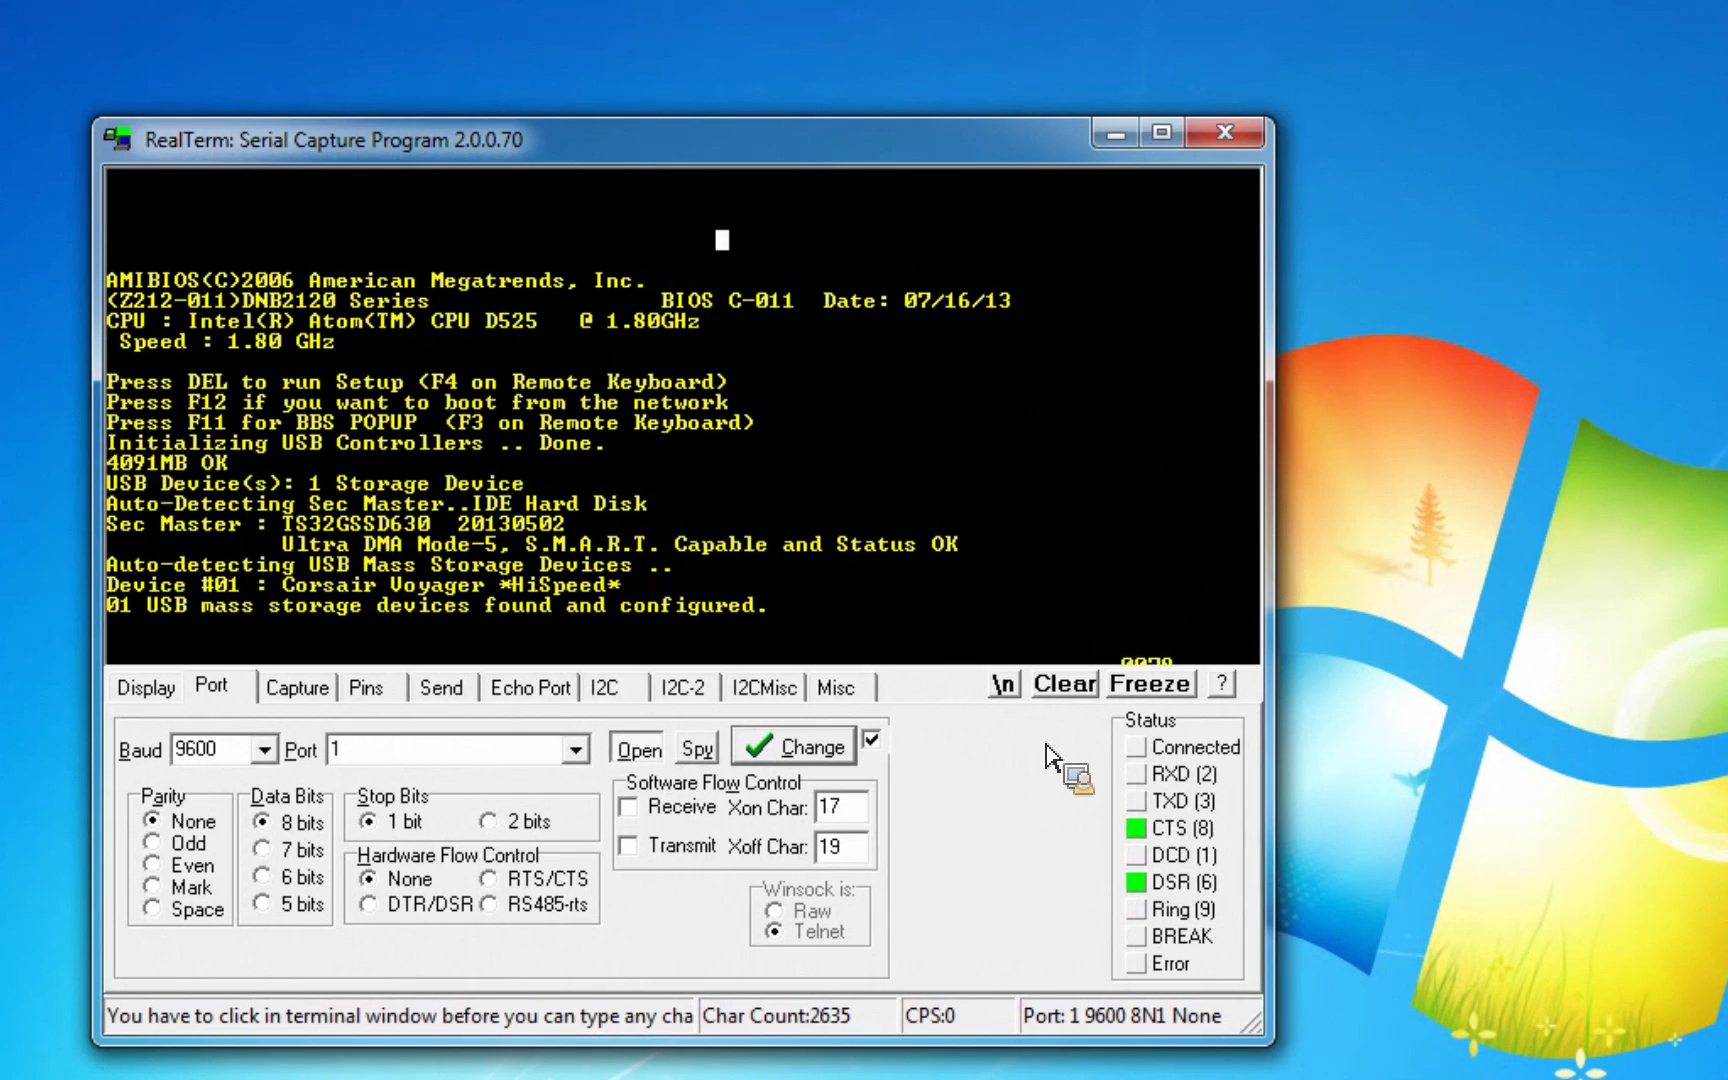 RealTerm: Serial Capture Program 2.0.0.70
AMIBIOS(C)2006 American Megatrends, Inc.
(Z212-011)DNB2120 Series BIOS C-011 Date: 07/16/13
CPU : Intel(R) Atom(TM) CPU D525 @ 1.80GHz
Speed : 1.80 GHz
Press DEL to run Setup (F4 on Remote Keyboard)
Press F12 if you want to boot from the network
Press F11 for BBS POPUP (F3 on Remote Keyboard)
Initializing USB Controllers .. Done.
4091MB OK
USB Device(s): 1 Storage Device
Auto-Detecting Sec Master..IDE Hard Disk
Sec Master : TS32GSSD630 20130502
Ultra DMA Mode-5, S.M.A.R.T. Capable and Status OK
Auto-detecting USB Mass Storage Devices ..
Device #01 : Corsair Voyager *HiSpeed*
01 USB mass storage devices found and configured.
Display Port Capture Pins Send Echo Port I2C I2C-2 I2CMisc Misc \n Clear Freeze ?
Baud 9600 Port 1 Open Spy Change
Parity
None
Odd
Even
Mark
Space
Data Bits
8 bits
7 bits
6 bits
5 bits
Stop Bits
1 bit 2 bits
Hardware Flow Control
None RTS/CTS
DTR/DSR RS485-rts
Software Flow Control
Receive Xon Char: 17
Transmit Xoff Char: 19
Winsock is:
Raw
Telnet
Status
Connected
RXD (2)
TXD (3)
CTS (8)
DCD (1)
DSR (6)
Ring (9)
BREAK
Error
You have to click in terminal window before you can type any cha Char Count:2635 CPS:0 Port: 1 9600 8N1 None